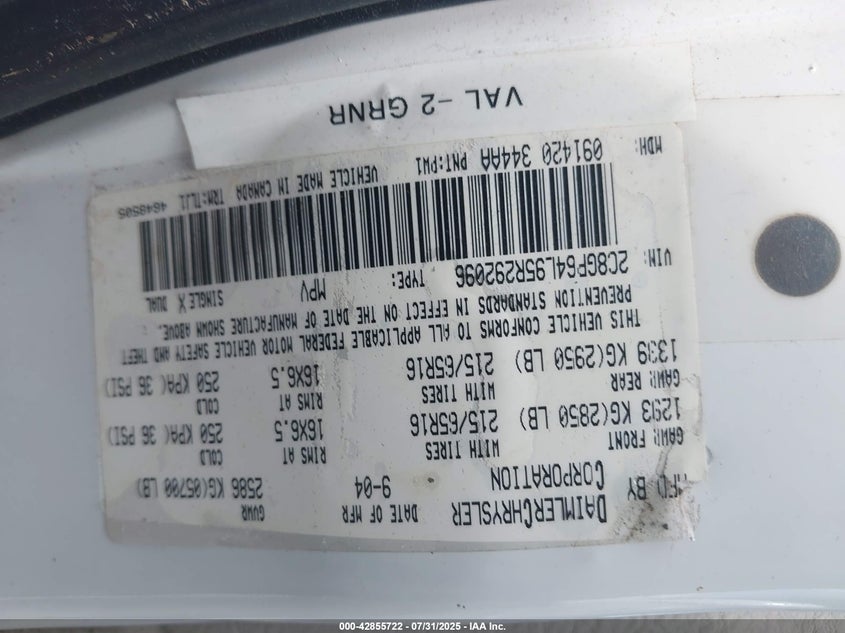 MFD BY DAIMLERCHRYSLER CORPORATION
DATE OF MFR 9-04
GVWR 2586 KG(05700 LB)
GAWR FRONT 1293 KG(2850 LB)
WITH TIRES 215/65R16
RIMS AT 16X6.5
COLD 250 KPA( 36 PSI)
GAWR REAR 1339 KG(2950 LB)
WITH TIRES 215/65R16
RIMS AT 16X6.5
COLD 250 KPA( 36 PSI)
THIS VEHICLE CONFORMS TO ALL APPLICABLE FEDERAL MOTOR VEHICLE SAFETY AND THEFT
PREVENTION STANDARDS IN EFFECT ON THE DATE OF MANUFACTURE SHOWN ABOVE.
VIN: 2C8GP64L95R292096 TYPE: MPV SINGLE X DUAL
MDH: 091420 344AA PNT:PW1 VEHICLE MADE IN CANADA TRM:TLJ1 4648505
VAL -2 GRNR
000-42855722 - 07/31/2025 - IAA Inc.